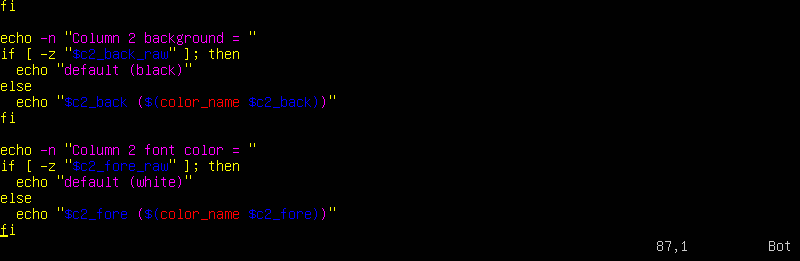 fi

echo -n "Column 2 background = "
if [ -z "$c2_back_raw" ]; then
  echo "default (black)"
else
  echo "$c2_back ($(color_name $c2_back))"
fi

echo -n "Column 2 font color = "
if [ -z "$c2_fore_raw" ]; then
  echo "default (white)"
else
  echo "$c2_fore ($(color_name $c2_fore))"
fi
87,1 Bot